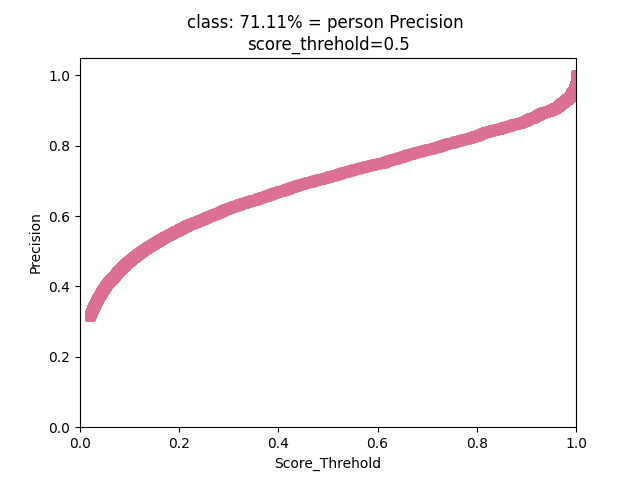 class: 71.11% = person Precision
score_threhold=0.5
Precision
1.0
0.8
0.6
0.4
0.2
0.0
0.0 0.2 0.4 0.6 0.8 1.0
Score_Threhold